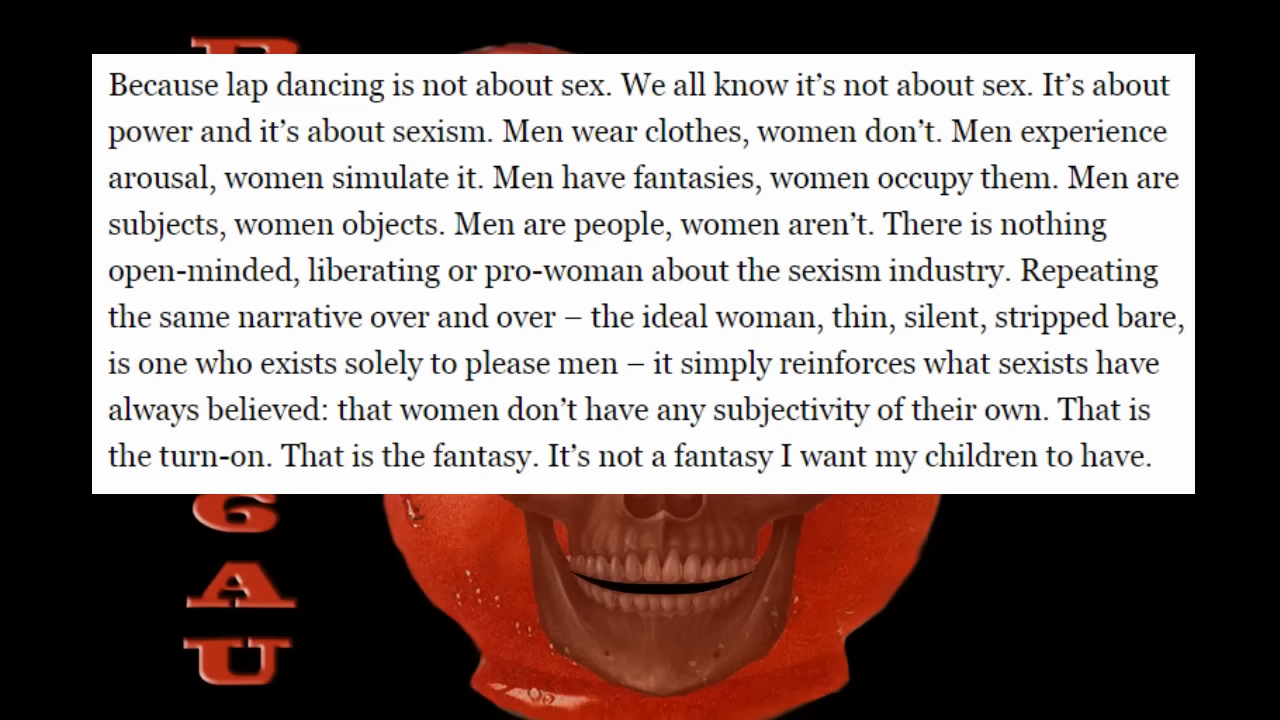 Because lap dancing is not about sex. We all know it’s not about sex. It’s about
power and it’s about sexism. Men wear clothes, women don’t. Men experience
arousal, women simulate it. Men have fantasies, women occupy them. Men are
subjects, women objects. Men are people, women aren’t. There is nothing
open-minded, liberating or pro-woman about the sexism industry. Repeating
the same narrative over and over – the ideal woman, thin, silent, stripped bare,
is one who exists solely to please men – it simply reinforces what sexists have
always believed: that women don’t have any subjectivity of their own. That is
the turn-on. That is the fantasy. It’s not a fantasy I want my children to have.
6
A
U